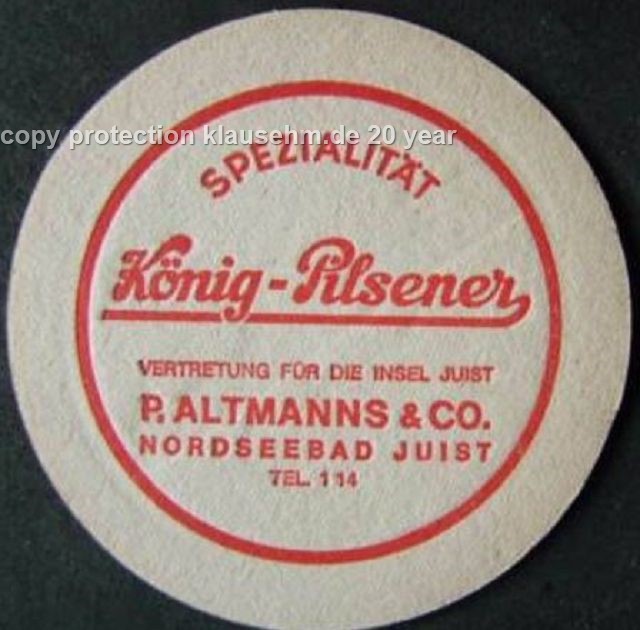 copy protection klausehm.de 20 year
SPEZIALITÄT
König-Pilsener
VERTRETUNG FÜR DIE INSEL JUIST
P. ALTMANNS & CO.
NORDSEEBAD JUIST
TEL. 114